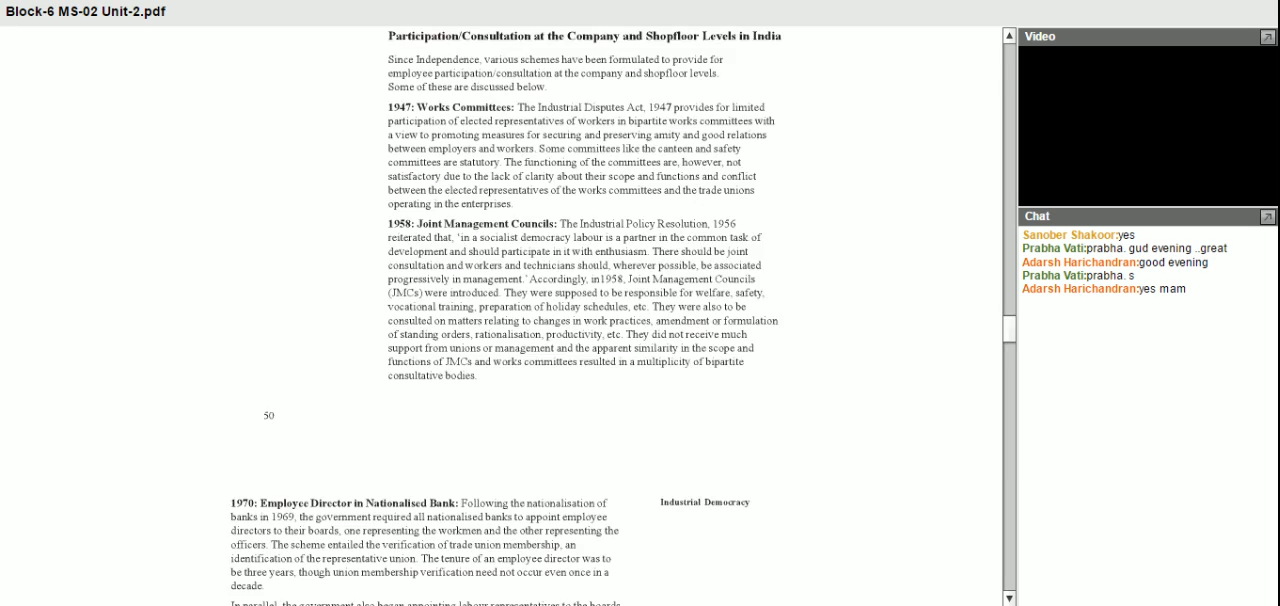 Block-6 MS-02 Unit-2.pdf
Participation/Consultation at the Company and Shopfloor Levels in India
Since Independence, various schemes have been formulated to provide for
employee participation/consultation at the company and shopfloor levels.
Some of these are discussed below.
1947: Works Committees: The Industrial Disputes Act, 1947 provides for limited
participation of elected representatives of workers in bipartite works committees with
a view to promoting measures for securing and preserving amity and good relations
between employers and workers. Some committees like the canteen and safety
committees are statutory. The functioning of the committees are, however, not
satisfactory due to the lack of clarity about their scope and functions and conflict
between the elected representatives of the works committees and the trade unions
operating in the enterprises.
1958: Joint Management Councils: The Industrial Policy Resolution, 1956
reiterated that, 'in a socialist democracy labour is a partner in the common task of
development and should participate in it with enthusiasm. There should be joint
consultation and workers and technicians should, wherever possible, be associated
progressively in management.' Accordingly, in1958, Joint Management Councils
(JMCs) were introduced. They were supposed to be responsible for welfare, safety,
vocational training, preparation of holiday schedules, etc. They were also to be
consulted on matters relating to changes in work practices, amendment or formulation
of standing orders, rationalisation, productivity, etc. They did not receive much
support from unions or management and the apparent similarity in the scope and
functions of JMCs and works committees resulted in a multiplicity of bipartite
consultative bodies.
50
1970: Employee Director in Nationalised Bank: Following the nationalisation of
banks in 1969, the government required all nationalised banks to appoint employee
directors to their boards, one representing the workmen and the other representing the
officers. The scheme entailed the verification of trade union membership, an
identification of the representative union. The tenure of an employee director was to
be three years, though union membership verification need not occur even once in a
decade.
In parallel, the government also began appointing labour representatives to the boards
Industrial Democracy
Video
Chat
Sanober Shakoor:yes
Prabha Vati:prabha. gud evening ..great
Adarsh Harichandran:good evening
Prabha Vati:prabha. s
Adarsh Harichandran:yes mam